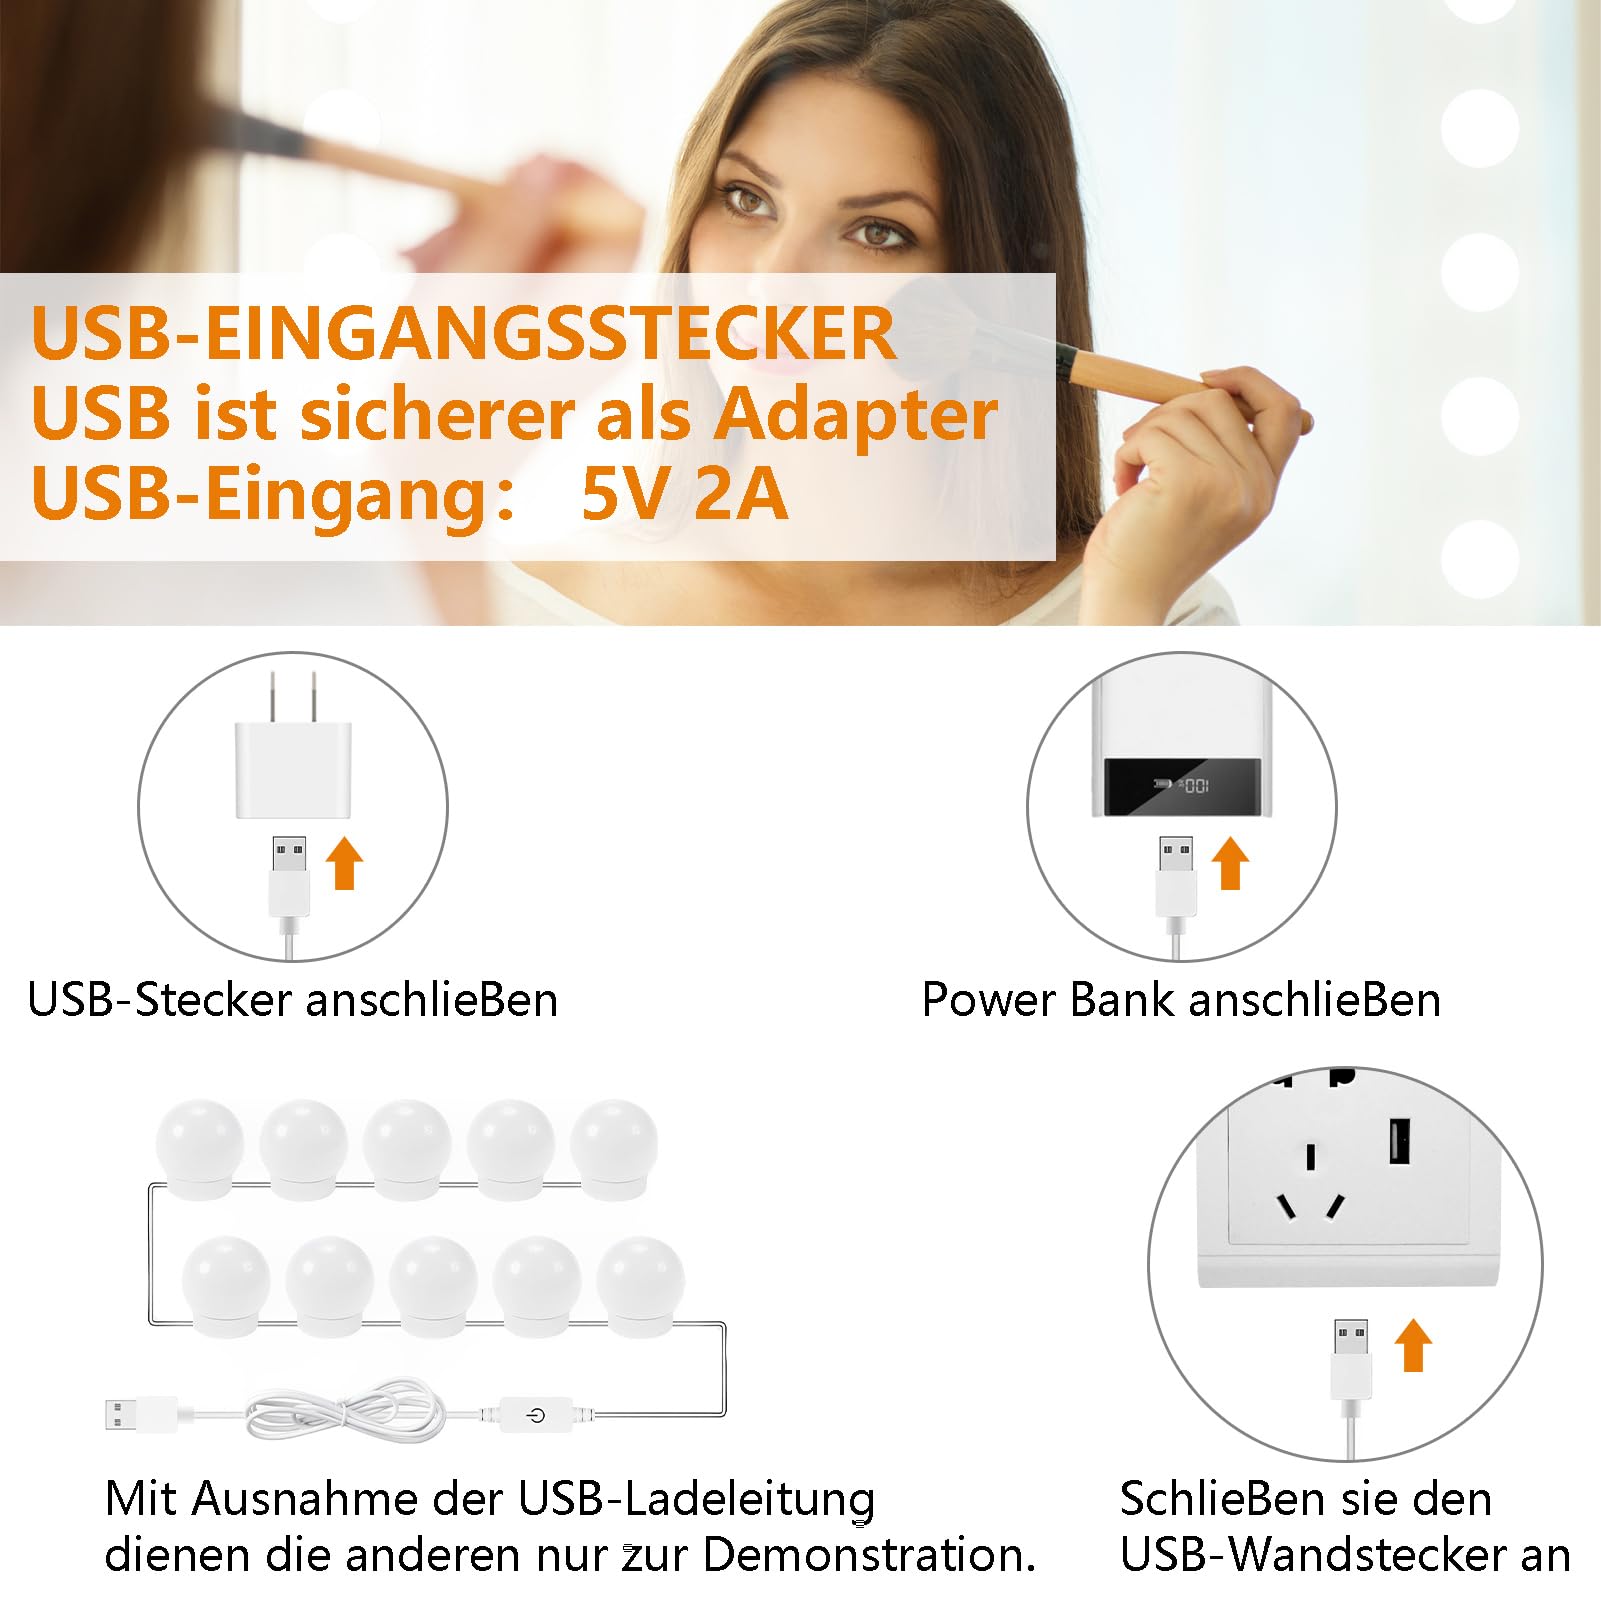 USB-EINGANGSSTECKER
USB ist sicherer als Adapter
USB-Eingang： 5V 2A
USB-Stecker anschlieBen
Power Bank anschlieBen
Mit Ausnahme der USB-Ladeleitung
dienen die anderen nur zur Demonstration.
SchlieBen sie den
USB-Wandstecker an